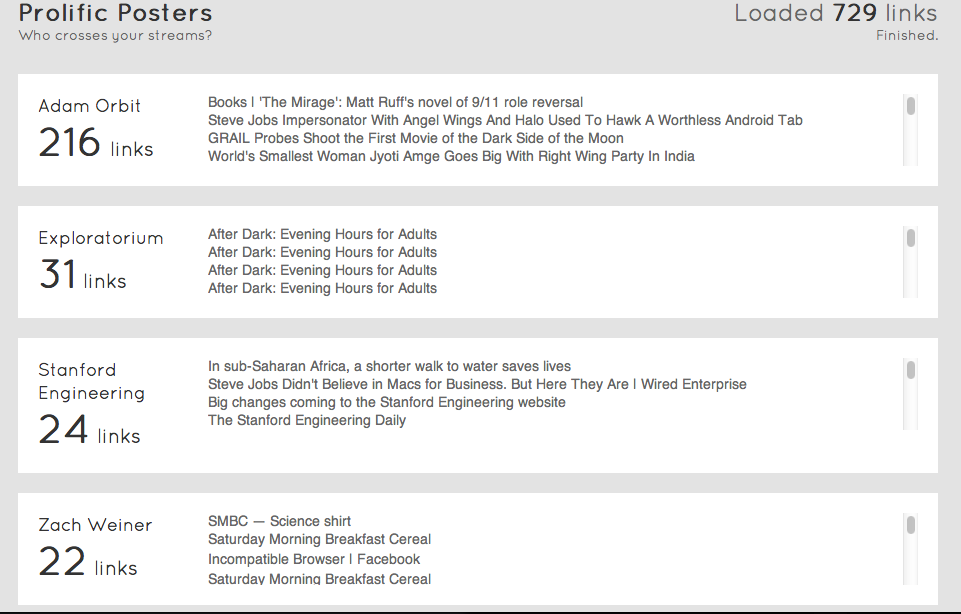 Prolific Posters
Who crosses your streams?
Loaded 729 links
Finished.
Adam Orbit
216 links
Books | 'The Mirage': Matt Ruff's novel of 9/11 role reversal
Steve Jobs Impersonator With Angel Wings And Halo Used To Hawk A Worthless Android Tab
GRAIL Probes Shoot the First Movie of the Dark Side of the Moon
World's Smallest Woman Jyoti Amge Goes Big With Right Wing Party In India
Exploratorium
31 links
After Dark: Evening Hours for Adults
After Dark: Evening Hours for Adults
After Dark: Evening Hours for Adults
After Dark: Evening Hours for Adults
Stanford
Engineering
24 links
In sub-Saharan Africa, a shorter walk to water saves lives
Steve Jobs Didn't Believe in Macs for Business. But Here They Are | Wired Enterprise
Big changes coming to the Stanford Engineering website
The Stanford Engineering Daily
Zach Weiner
22 links
SMBC — Science shirt
Saturday Morning Breakfast Cereal
Incompatible Browser | Facebook
Saturday Morning Breakfast Cereal